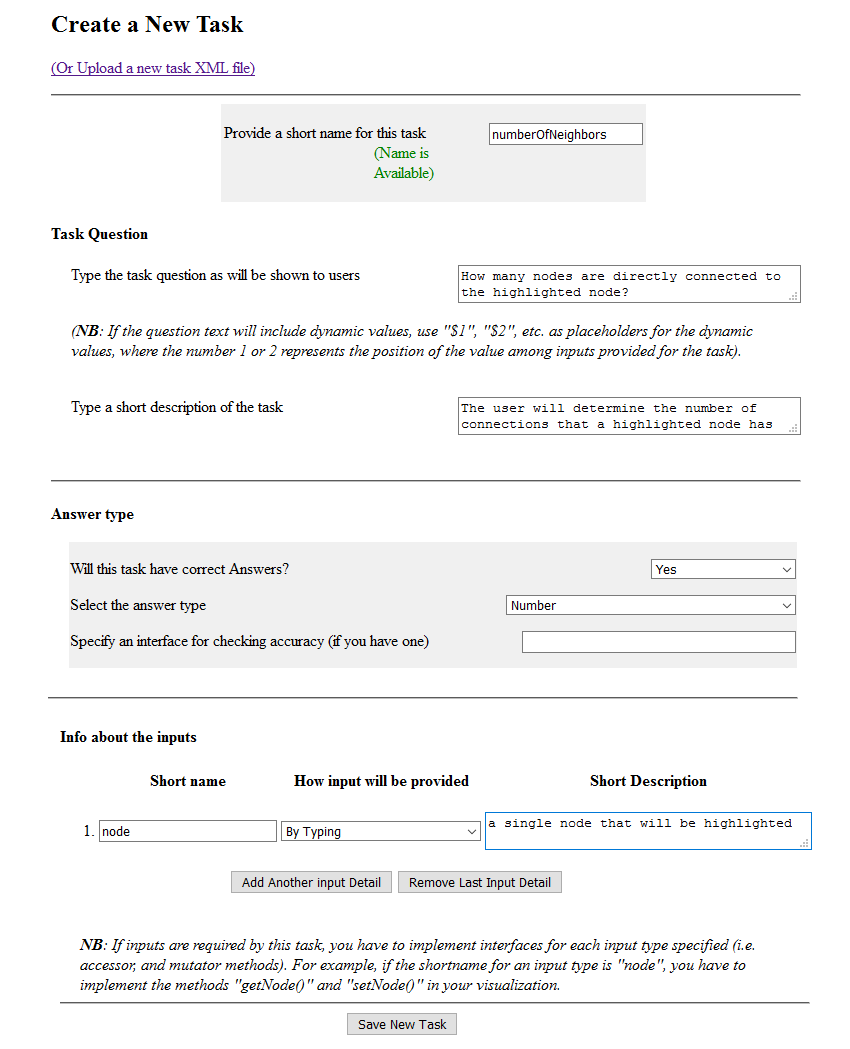 Create a New Task
(Or Upload a new task XML file)
Provide a short name for this task numberOfNeighbors
(Name is
Available)
Task Question
Type the task question as will be shown to users
How many nodes are directly connected to
the highlighted node?
(NB: If the question text will include dynamic values, use "$1", "$2", etc. as placeholders for the dynamic
values, where the number 1 or 2 represents the position of the value among inputs provided for the task).
Type a short description of the task
The user will determine the number of
connections that a highlighted node has
Answer type
Will this task have correct Answers? Yes
Select the answer type Number
Specify an interface for checking accuracy (if you have one)
Info about the inputs
Short name How input will be provided Short Description
1. node By Typing a single node that will be highlighted
Add Another input Detail Remove Last Input Detail
NB: If inputs are required by this task, you have to implement interfaces for each input type specified (i.e.
accessor, and mutator methods). For example, if the shortname for an input type is "node", you have to
implement the methods "getNode()" and "setNode()" in your visualization.
Save New Task